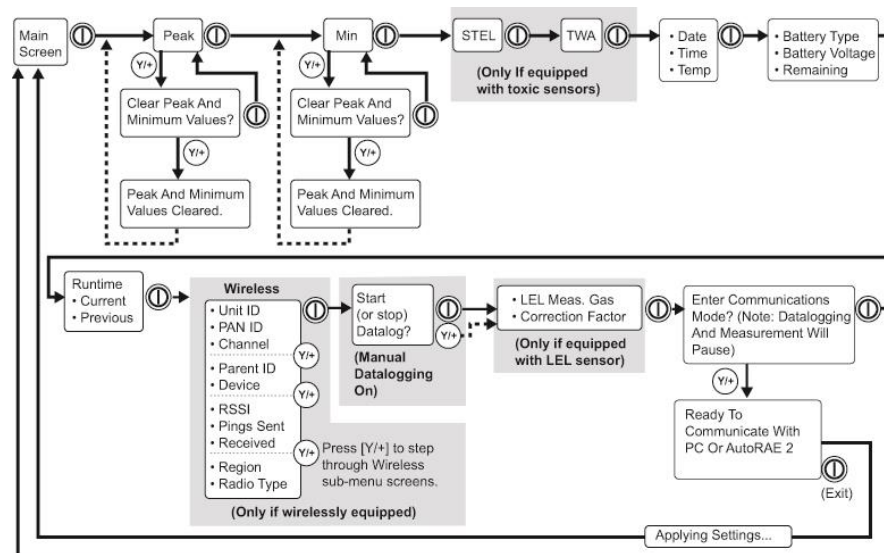 Main
Screen
Peak
Min
STEL
TWA
• Date
• Time
• Temp
• Battery Type
• Battery Voltage
• Remaining
Y/+
Y/+
(Only If equipped
with toxic sensors)
Clear Peak And
Minimum Values?
Clear Peak And
Minimum Values?
Y/+
Y/+
Peak And Minimum
Values Cleared.
Peak And Minimum
Values Cleared.
Runtime
• Current
• Previous
Wireless
• Unit ID
• PAN ID
• Channel
Y/+
• Parent ID
• Device
Y/+
• RSSI
• Pings Sent
• Received
Y/+
• Region
• Radio Type
Press [Y/+] to step
through Wireless
sub-menu screens.
(Only if wirelessly equipped)
Start
(or stop)
Datalog?
Y/+
(Manual
Datalogging
On)
• LEL Meas. Gas
• Correction Factor
(Only if equipped
with LEL sensor)
Enter Communications
Mode? (Note: Datalogging
And Measurement Will
Pause)
Y/+
Ready To
Communicate With
PC Or AutoRAE 2
(Exit)
Applying Settings...